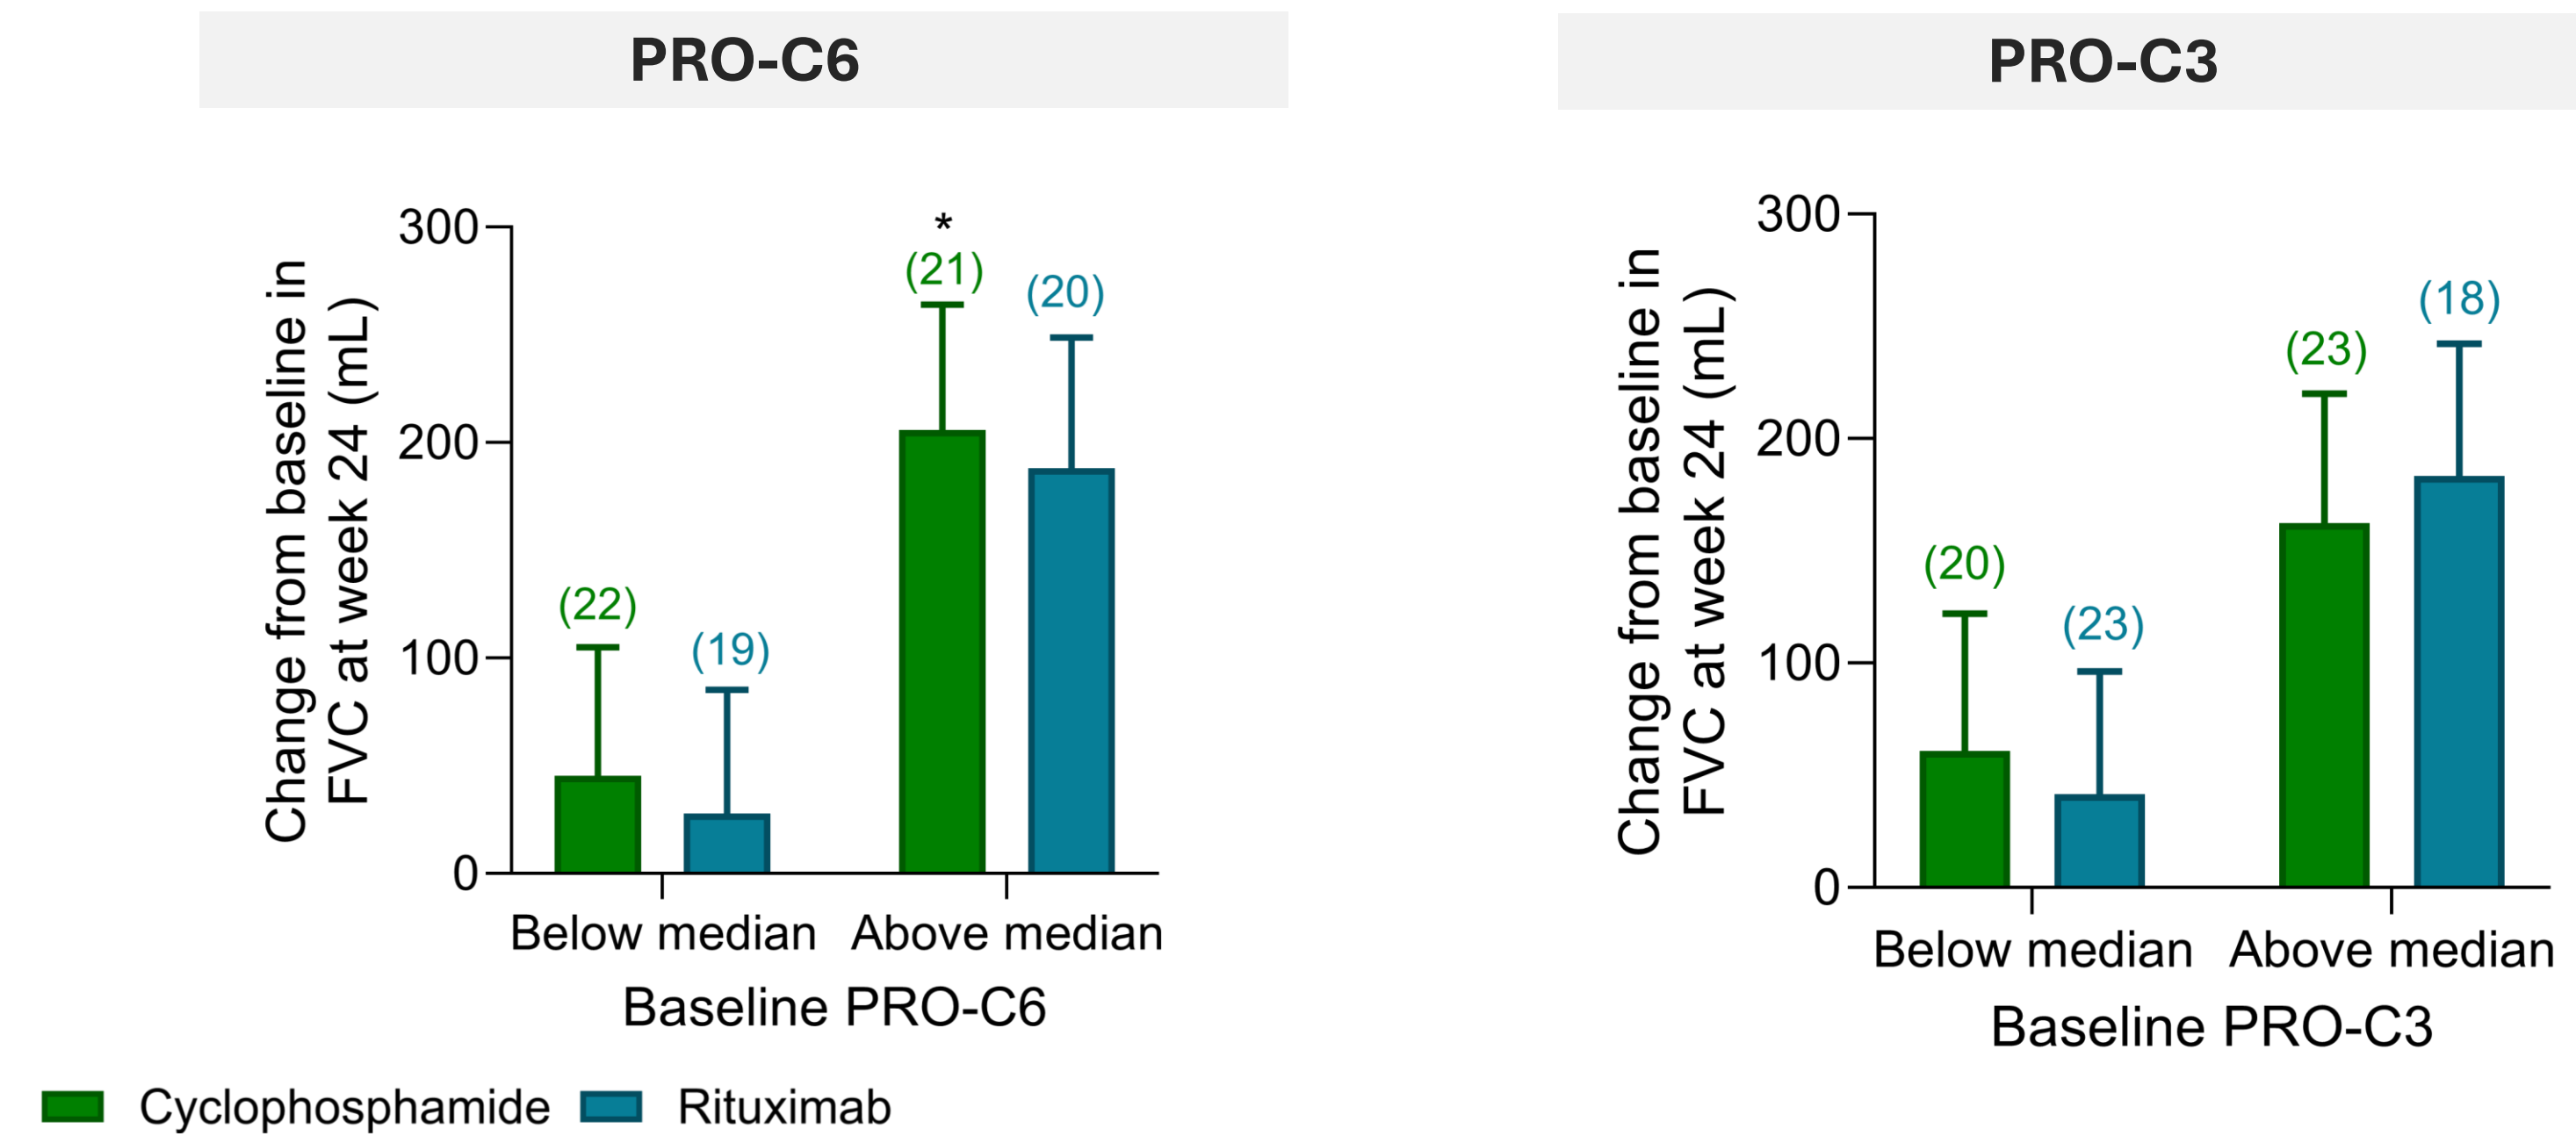 PRO-C6
Change from baseline in
FVC at week 24 (mL)
300
200
100
0
(22)
(19)
*
(21)
(20)
Below median
Above median
Baseline PRO-C6
Cyclophosphamide
Rituximab
PRO-C3
Change from baseline in
FVC at week 24 (mL)
300
200
100
0
(20)
(23)
(23)
(18)
Below median
Above median
Baseline PRO-C3